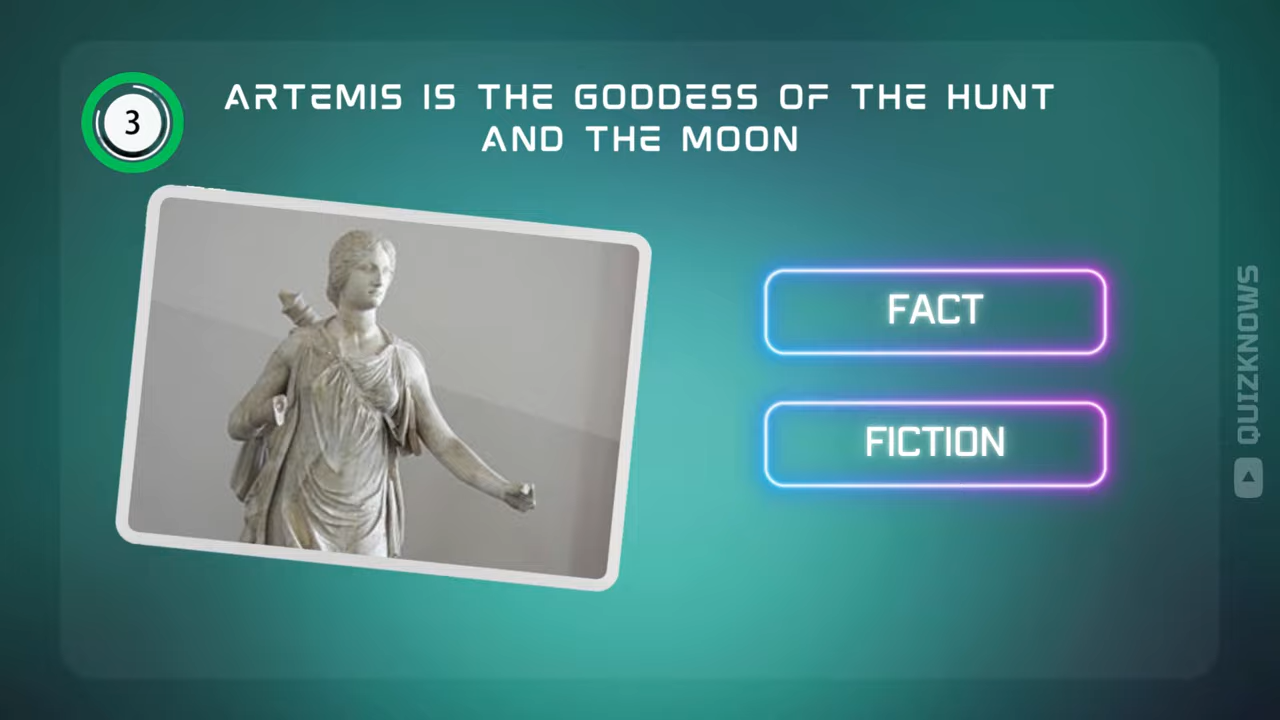 3
ARTEMIS IS THE GODDESS OF THE HUNT
AND THE MOON
FACT
FICTION
QUIZKNOWS